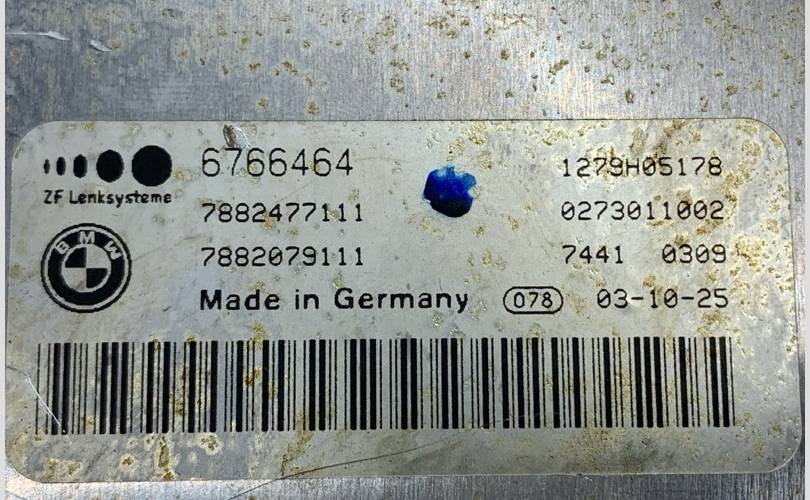 6766464 1279H05178
ZF Lenksysteme
7882477111 0273011002
BMW
7882079111 7441 0309
Made in Germany 078 03-10-25